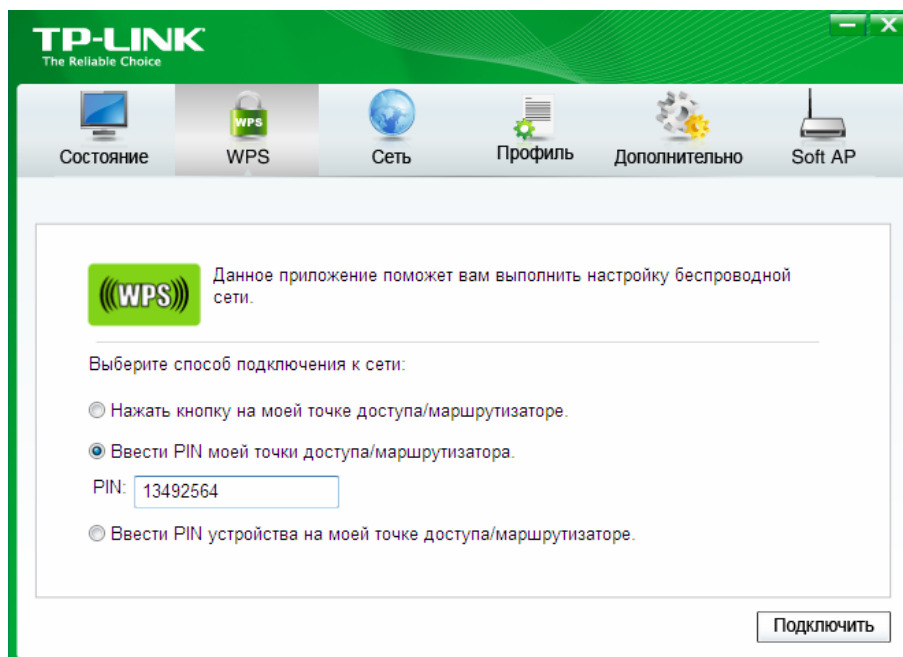 TP-LINK
The Reliable Choice
Состояние
WPS
WPS
Сеть
Профиль
Дополнительно
Soft AP
WPS
Данное приложение поможет вам выполнить настройку беспроводной
сети.
Выберите способ подключения к сети:
Нажать кнопку на моей точке доступа/маршрутизаторе.
Ввести PIN моей точки доступа/маршрутизатора.
PIN: 13492564
Ввести PIN устройства на моей точке доступа/маршрутизаторе.
Подключить